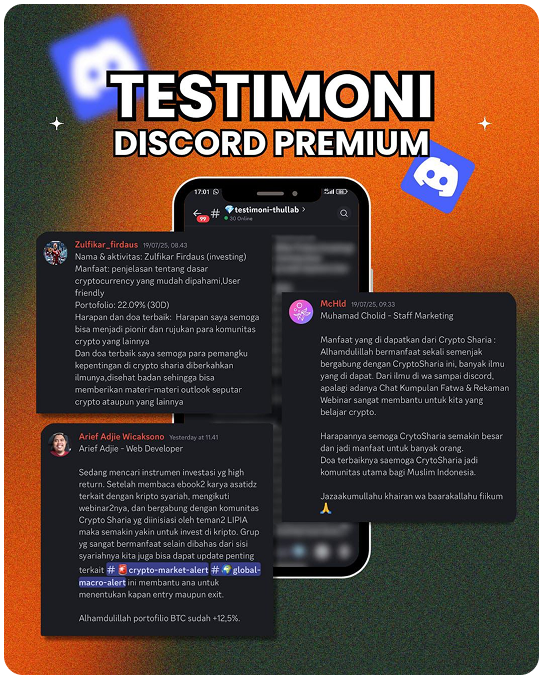 TESTIMONI
DISCORD PREMIUM
17:01
99
# 💎testimoni-thullab >
30 Online
Zulfikar_firdaus 19/07/25, 08.43
Nama & aktivitas: Zulfikar Firdaus (investing)
Manfaat: penjelasan tentang dasar
cryptocurrency yang mudah dipahami,User
friendly
Portofolio: 22.09% (30D)
Harapan dan doa terbaik:  Harapan saya semoga
bisa menjadi pionir dan rujukan para komunitas
crypto yang lainnya
Dan doa terbaik saya semoga para pemangku
kepentingan di crypto sharia diberkahkan
ilmunya,disehat badan sehingga bisa
memberikan materi-materi outlook seputar
crypto ataupun yang lainnya
McHld 19/07/25, 09.33
Muhamad Cholid - Staff Marketing
Manfaat yang di dapatkan dari Crypto Sharia :
Alhamdulillah bermanfaat sekali semenjak
bergabung dengan CryptoSharia ini, banyak ilmu
yang di dapat. Dari ilmu di wa sampai discord,
apalagi adanya Chat Kumpulan Fatwa & Rekaman
Webinar sangat membantu untuk kita yang
belajar crypto.
Harapannya semoga CrytoSharia semakin besar
dan jadi manfaat untuk banyak orang.
Doa terbaiknya saemoga CrytoSharia jadi
komunitas utama bagi Muslim Indonesia.
Jazaakumullahu khairan wa baarakallahu fiikum
🙏
Arief Adjie Wicaksono Yesterday at 11.41
Arief Adjie - Web Developer
Sedang mencari instrumen investasi yg high
return. Setelah membaca ebook2 karya asatidz
terkait dengan kripto syariah, mengikuti
webinar2nya, dan bergabung dengan komunitas
Crypto Sharia yg diinisiasi oleh teman2 LIPIA
maka semakin yakin untuk invest di kripto. Grup
yg sangat bermanfaat selain dibahas dari sisi
syariahnya kita juga bisa dapat update penting
terkait # 🚨crypto-market-alert # 🌍global-
macro-alert ini membantu ana untuk
menentukan kapan entry maupun exit.
Alhamdulillah portofilio BTC sudah +12,5%.